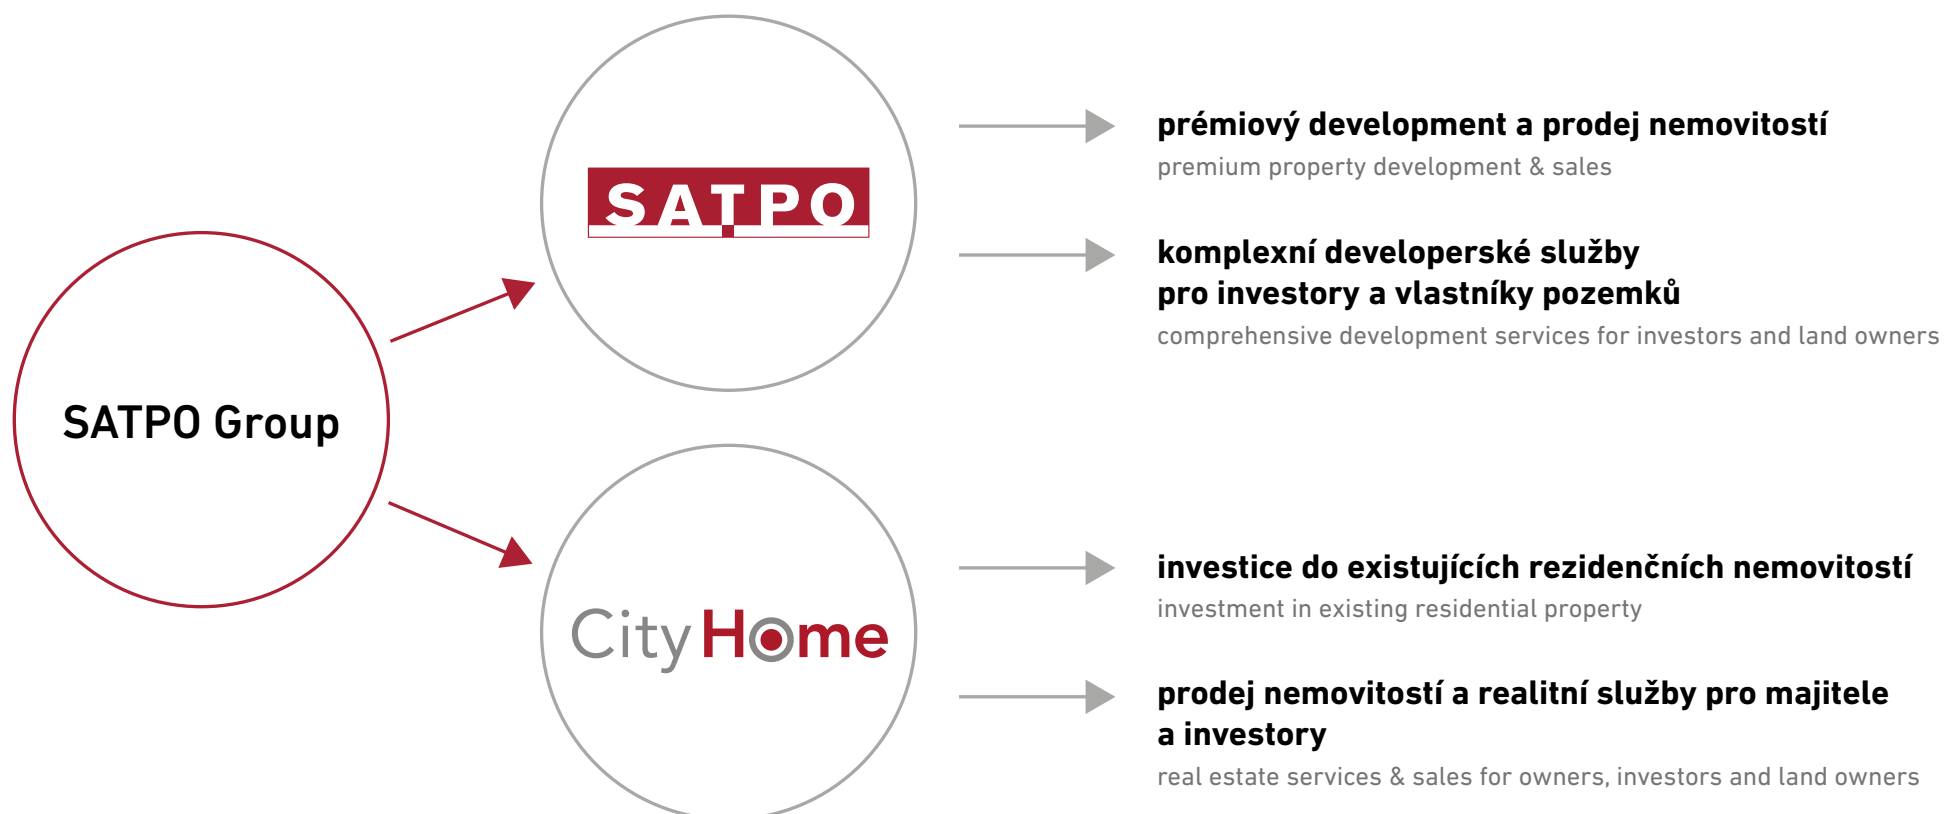 SATPO Group
SATPO
prémiový development a prodej nemovitostí
premium property development & sales
komplexní developerské služby
pro investory a vlastníky pozemků
comprehensive development services for investors and land owners
City Home
investice do existujících rezidenčních nemovitostí
investment in existing residential property
prodej nemovitostí a realitní služby pro majitele
a investory
real estate services & sales for owners, investors and land owners